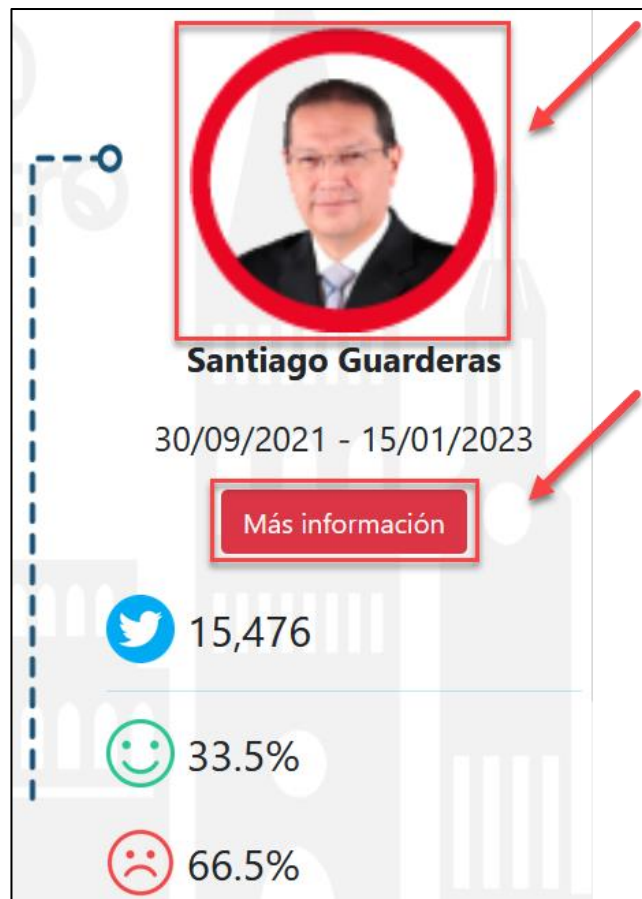 Santiago Guarderas
30/09/2021 - 15/01/2023
Más información
15,476
33.5%
66.5%